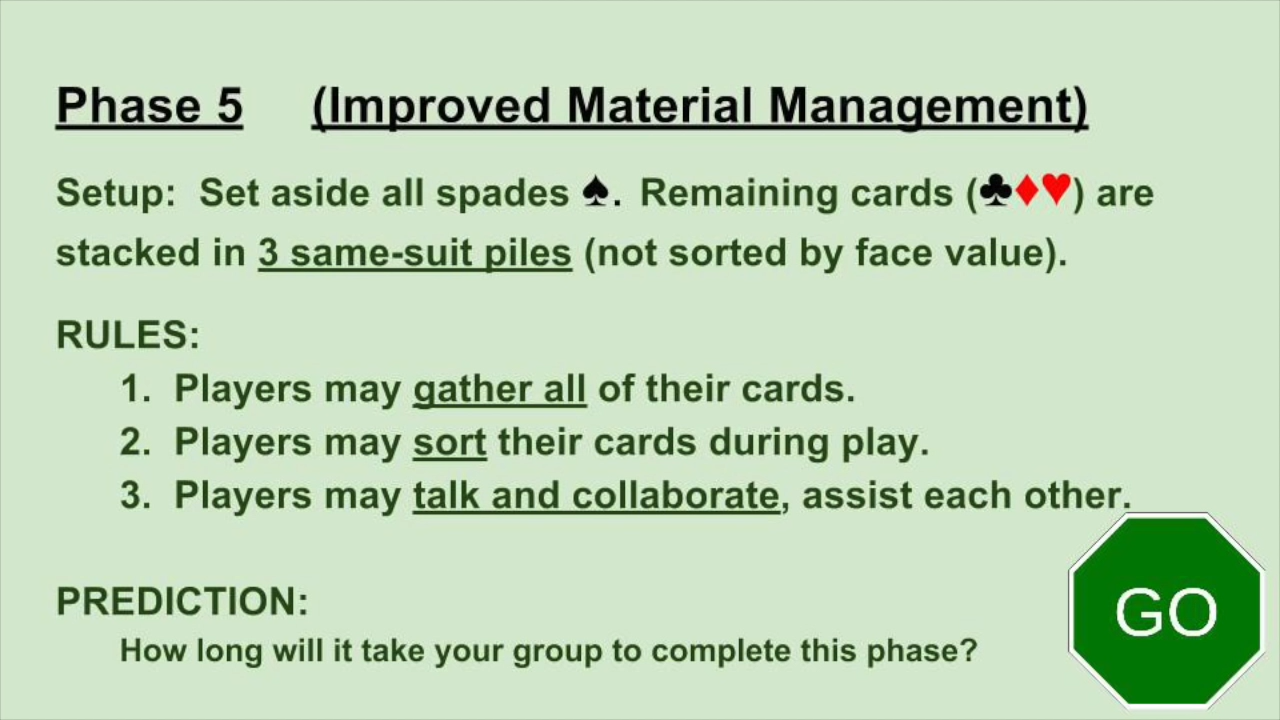 Phase 5 (Improved Material Management)
Setup: Set aside all spades ♠. Remaining cards (♣♦♥) are
stacked in 3 same-suit piles (not sorted by face value).
RULES:
1. Players may gather all of their cards.
2. Players may sort their cards during play.
3. Players may talk and collaborate, assist each other.
PREDICTION:
How long will it take your group to complete this phase?
GO